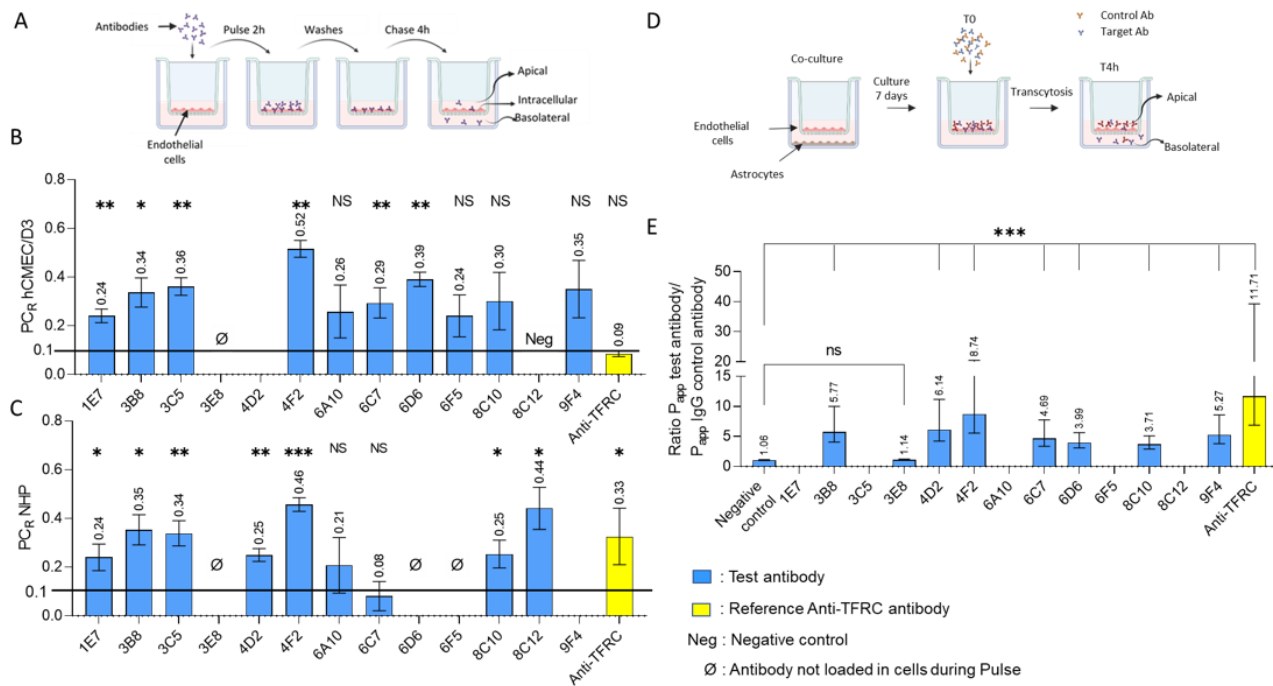 A
Antibodies
Pulse 2h
Washes
Chase 4h
Apical
Intracellular
Basolateral
Endothelial
cells
B
PCR hCMEC/D3
0.8
0.6
0.4
0.2
0.1
0.0
** * ** ** NS ** ** NS NS NS NS
0.24 0.34 0.36 Ø 0.52 0.26 0.29 0.39 0.24 0.30 Neg 0.35 0.09
1E7 3B8 3C5 3E8 4D2 4F2 6A10 6C7 6D6 6F5 8C10 8C12 9F4 Anti-TFRC
C
PCR NHP
0.8
0.6
0.4
0.2
0.1
0.0
* * ** ** *** NS NS * * *
0.24 0.35 0.34 Ø 0.25 0.46 0.21 0.08 Ø Ø 0.25 0.44 0.33
1E7 3B8 3C5 3E8 4D2 4F2 6A10 6C7 6D6 6F5 8C10 8C12 9F4 Anti-TFRC
D
T0
Control Ab
Target Ab
Co-culture
Culture
7 days
Transcytosis
T4h
Apical
Basolateral
Endothelial
cells
Astrocytes
E
***
ns
Ratio Papp test antibody/
Papp IgG control antibody
50
40
30
20
15
10
5
0
1.06 5.77 1.14 6.14 8.74 4.69 3.99 3.71 5.27 11.71
Negative
control
1E7 3B8 3C5 3E8 4D2 4F2 6A10 6C7 6D6 6F5 8C10 8C12 9F4 Anti-TFRC
: Test antibody
: Reference Anti-TFRC antibody
Neg : Negative control
Ø : Antibody not loaded in cells during Pulse